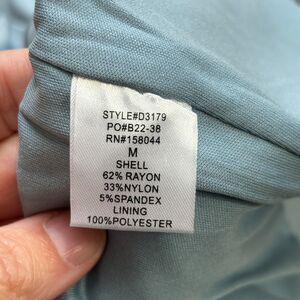 STYLE#D3179
PO#B22-38
RN#158044
M
SHELL
62% RAYON
33%NYLON
5%SPANDEX
LINING
100%POLYESTER